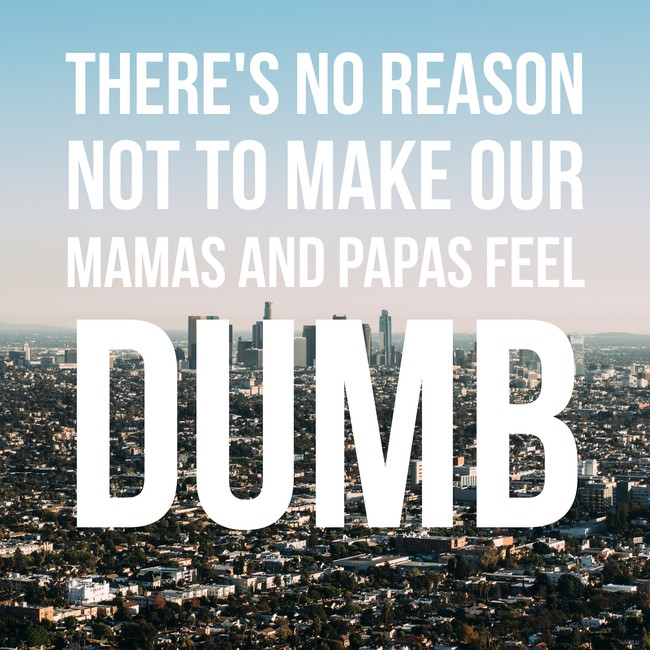 THERE'S NO REASON
NOT TO MAKE OUR
MAMAS AND PAPAS FEEL
DUMB